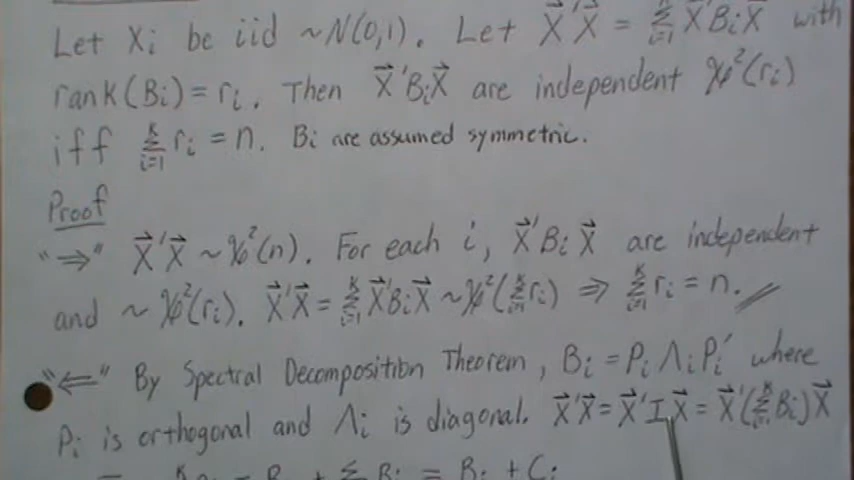 Let Xi be iid ~N(0,1). Let X⃗'X⃗ = Σᵢ₌₁ᵏ X⃗'BiX⃗ with
rank(Bi) = ri. Then X⃗'BiX⃗ are independent χ²(ri)
iff Σᵢ₌₁ᵏ ri = n. Bi are assumed symmetric.
Proof
"⇒" X⃗'X⃗ ~ χ²(n). For each i, X⃗'BiX⃗ are independent
and ~ χ²(ri). X⃗'X⃗ = Σᵢ₌₁ᵏ X⃗'BiX⃗ ~ χ²(Σᵢ₌₁ᵏ ri) ⇒ Σᵢ₌₁ᵏ ri = n. //
"⇐" By Spectral Decomposition Theorem, Bi = Pi Λi Pi' where
Pi is orthogonal and Λi is diagonal. X⃗'X⃗ = X⃗'IX⃗ = X⃗'(Σᵢ₌₁ᵏ Bi)X⃗